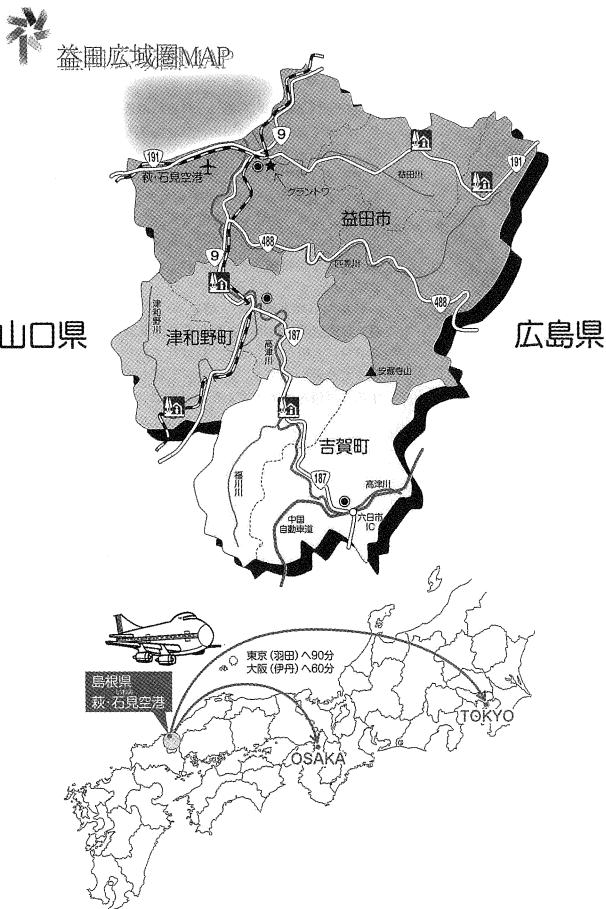 益田広域圏MAP
9
191
萩・石見空港
グラントワ
益田川
191
益田市
488
9
匹見川
488
津和野川
山口県
津和野町
高津川
187
広島県
安蔵寺山
吉賀町
福川川
187
高津川
中国
自動車道
六日市
IC
東京(羽田)へ90分
大阪(伊丹)へ60分
島根県
萩・石見空港
TOKYO
OSAKA